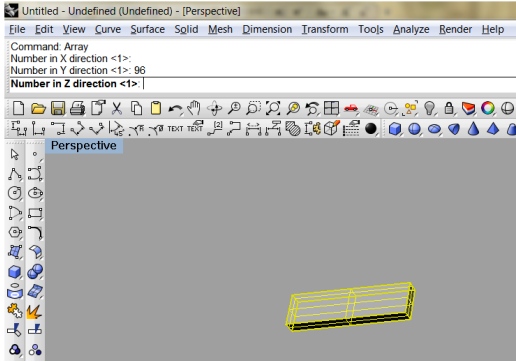 Untitled - Undefined (Undefined) - [Perspective]
File Edit View Curve Surface Solid Mesh Dimension Transform Tools Analyze Render Help
Command: Array
Number in X direction <1>:
Number in Y direction <1>: 96
Number in Z direction <1>:
TEXT TEXT [2]
Perspective